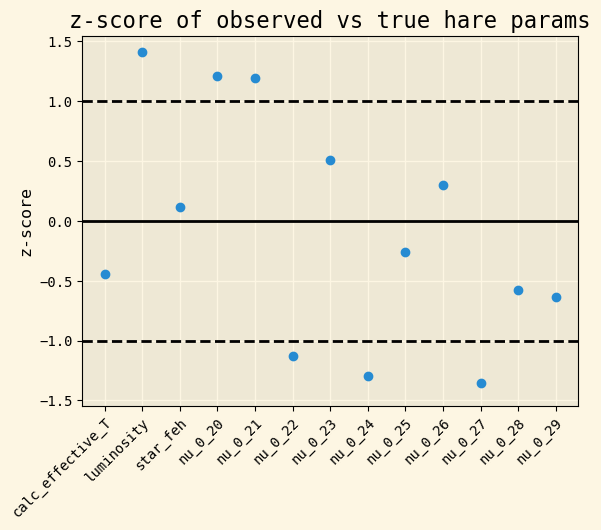 z-score of observed vs true hare params
1.5
1.0
0.5
0.0
−0.5
−1.0
−1.5
z-score
calc_effective_T
luminosity
star_feh
nu_0_20
nu_0_21
nu_0_22
nu_0_23
nu_0_24
nu_0_25
nu_0_26
nu_0_27
nu_0_28
nu_0_29